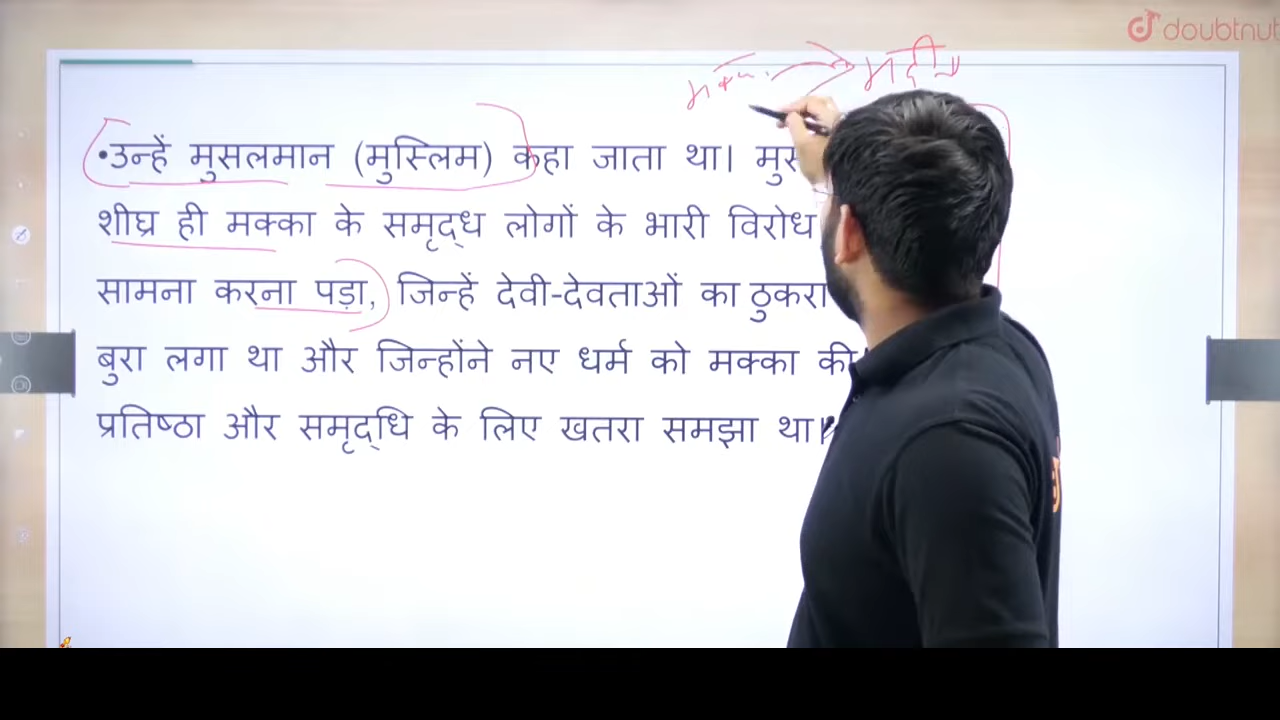 doubtnut
मक्का मदीना
•उन्हें मुसलमान (मुस्लिम) कहा जाता था।
शीघ्र ही मक्का के समृद्ध लोगों के भारी विरोध
सामना करना पड़ा, जिन्हें देवी-देवताओं का ठुकरा
बुरा लगा था और जिन्होंने नए धर्म को मक्का की
प्रतिष्ठा और समृद्धि के लिए खतरा समझा था।